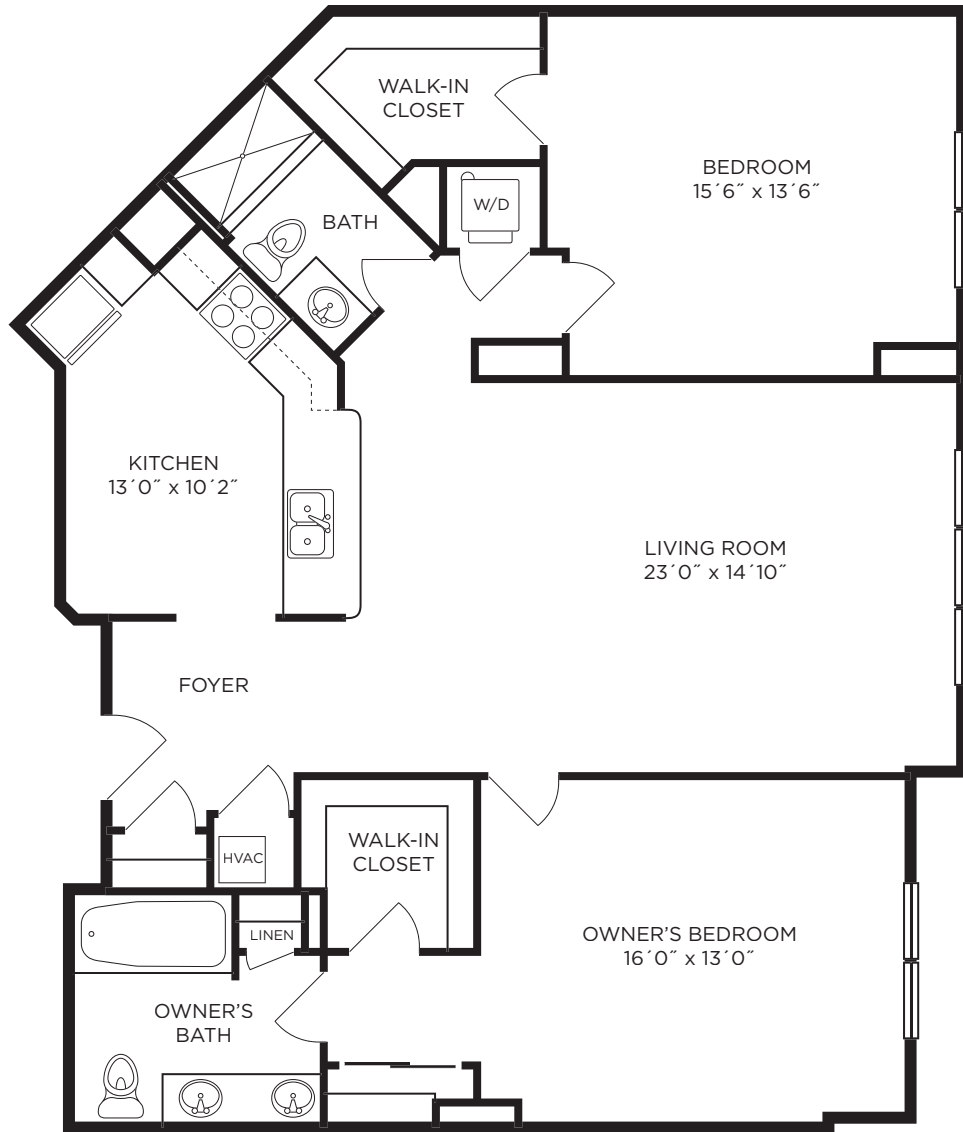 WALK-IN
CLOSET
BEDROOM
15´6˝ x 13´6˝
W/D
BATH
KITCHEN
13´0˝ x 10´2˝
LIVING ROOM
23´0˝ x 14´10˝
FOYER
WALK-IN
CLOSET
HVAC
LINEN
OWNER’S BEDROOM
16´0˝ x 13´0˝
OWNER’S
BATH